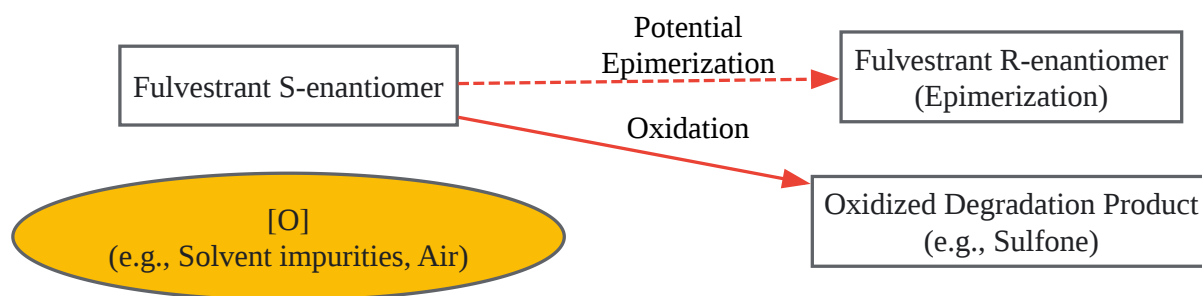 Potential
Epimerization
Fulvestrant S-enantiomer
Fulvestrant R-enantiomer
(Epimerization)
Oxidation
[O]
(e.g., Solvent impurities, Air)
Oxidized Degradation Product
(e.g., Sulfone)